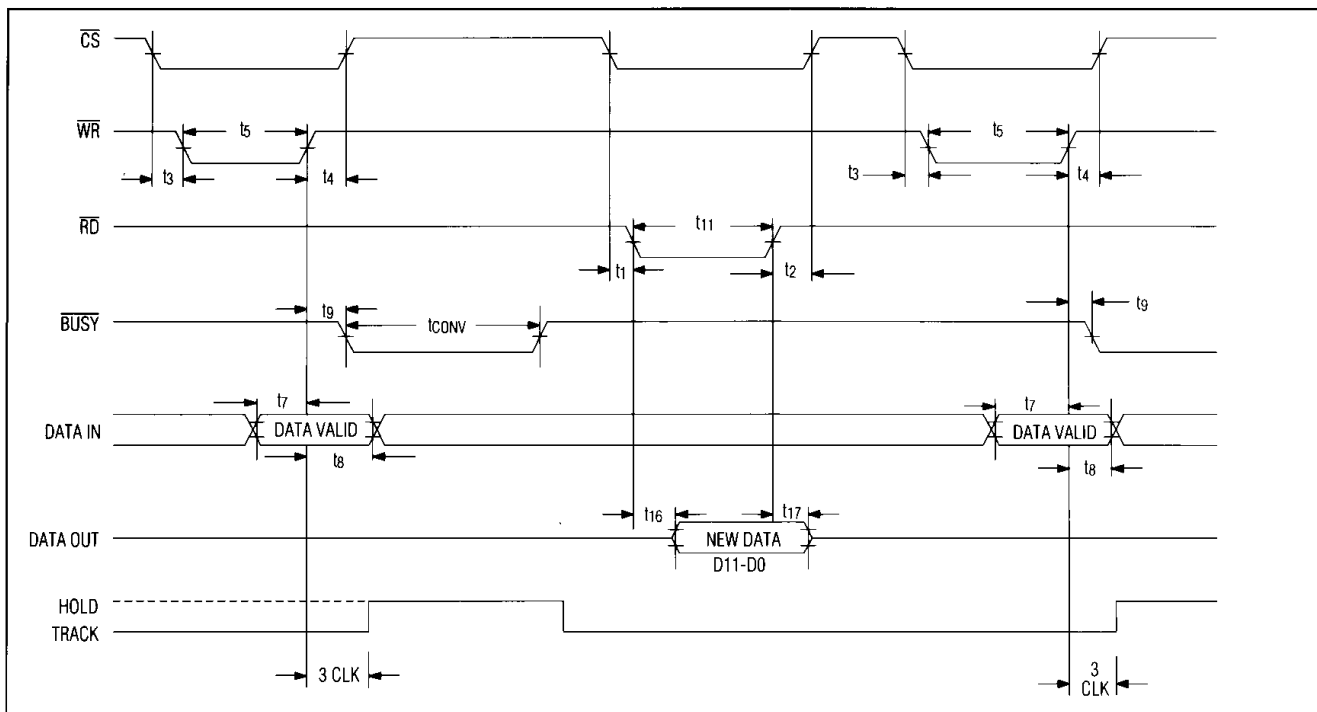 CS
WR
t5
t5
t3
t4
t3
t4
RD
t11
t1
t2
BUSY
t9
tCONV
t9
DATA IN
t7
DATA VALID
t8
t7
DATA VALID
t8
DATA OUT
t16
NEW DATA
t17
D11-D0
HOLD
TRACK
3 CLK
3
CLK